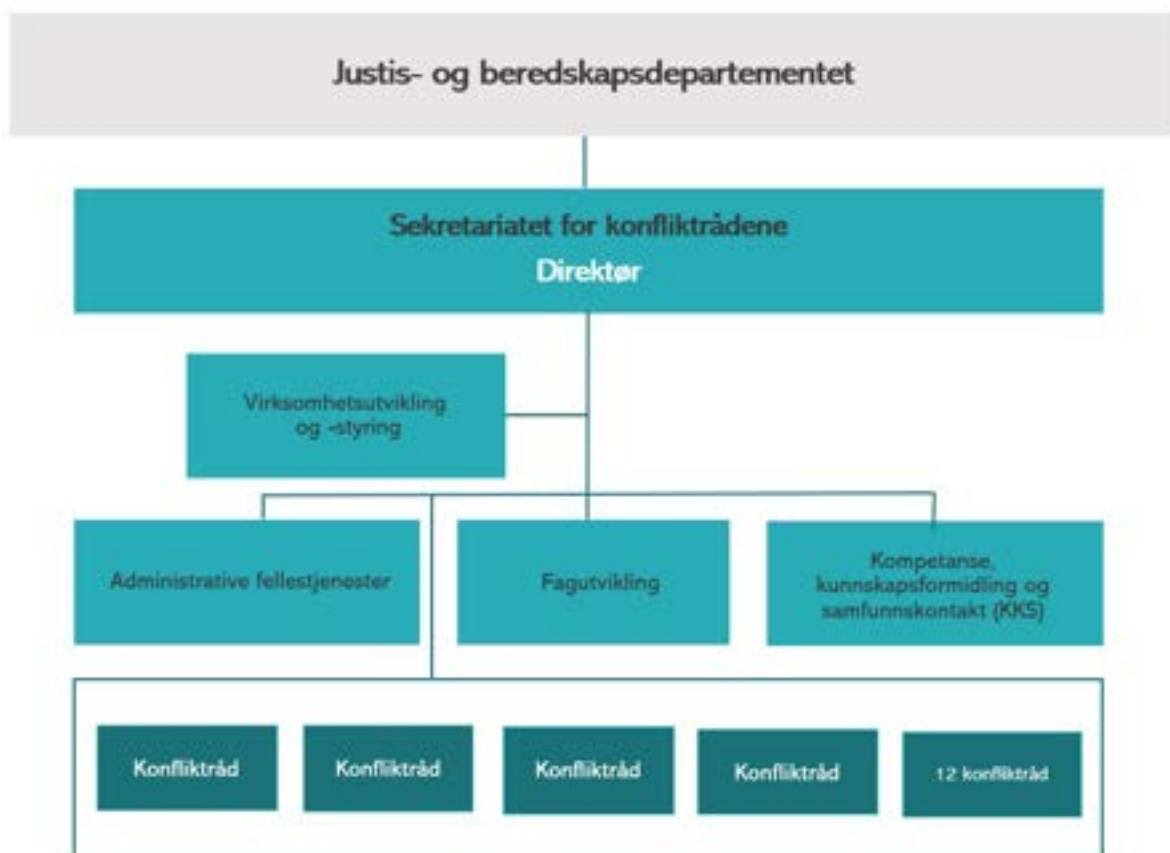 Justis- og beredskapsdepartementet
Sekretariatet for konfliktrådene
Direktør
Virksomhetsutvikling
og -styring
Administrative fellestjenester
Fagutvikling
Kompetanse,
kunnskapsformidling og
samfunnskontakt (KKS)
Konfliktråd
Konfliktråd
Konfliktråd
Konfliktråd
12 konfliktråd